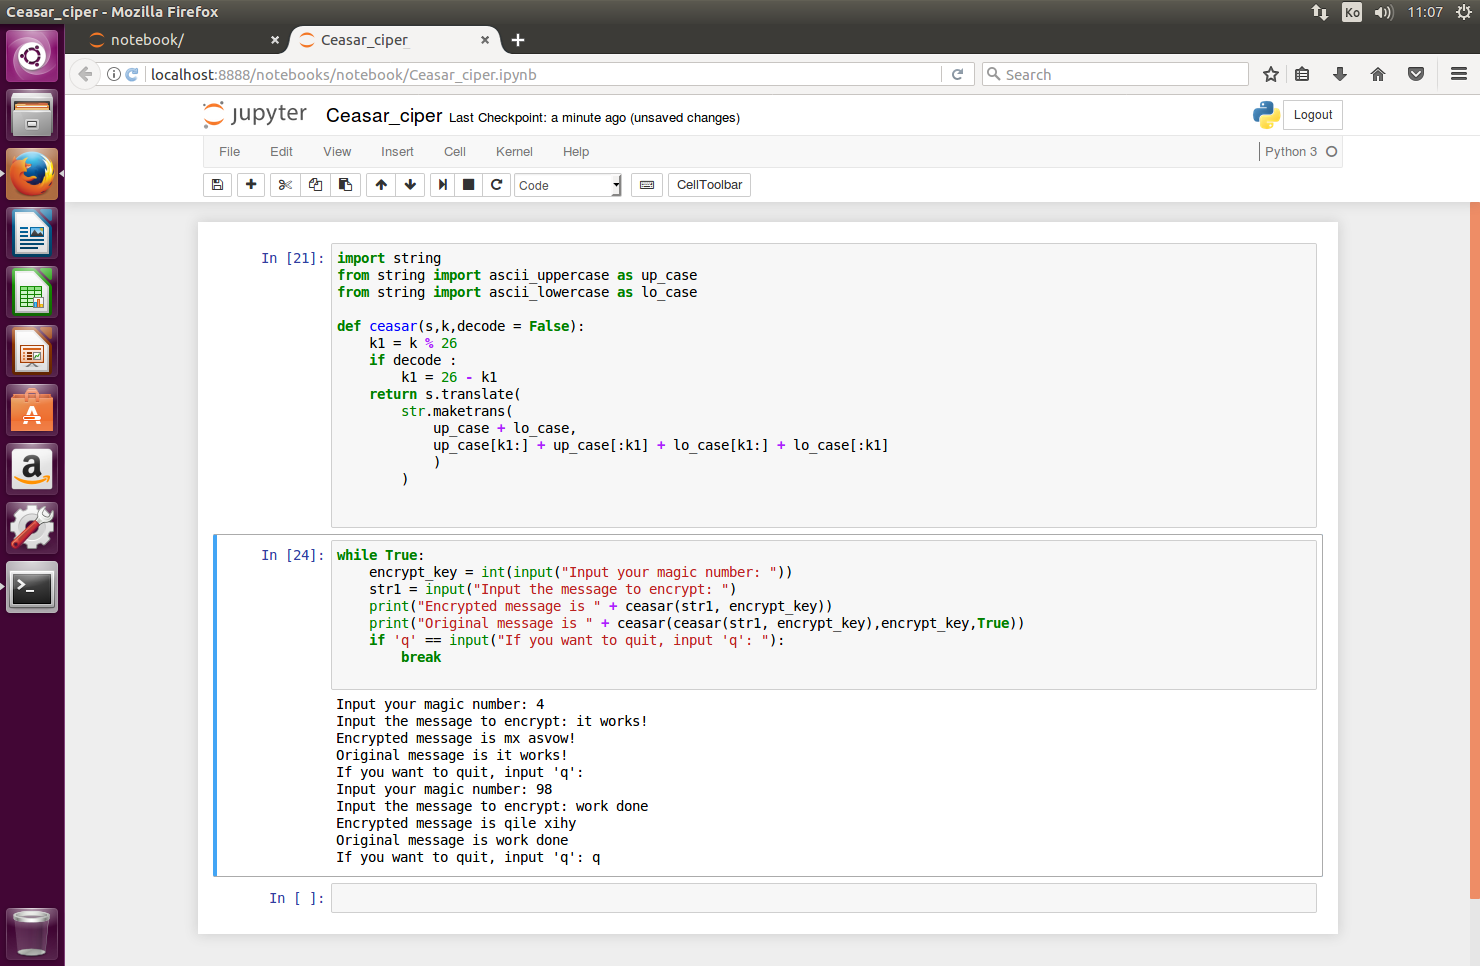 Ceasar_ciper - Mozilla Firefox
Ko
11:07
notebook/
Ceasar_ciper
localhost:8888/notebooks/notebook/Ceasar_ciper.ipynb
Search
jupyter
Ceasar_ciper Last Checkpoint: a minute ago (unsaved changes)
Logout
File Edit View Insert Cell Kernel Help
Python 3
Code
CellToolbar
In [21]:
import string
from string import ascii_uppercase as up_case
from string import ascii_lowercase as lo_case
def ceasar(s,k,decode = False):
    k1 = k % 26
    if decode :
        k1 = 26 - k1
    return s.translate(
        str.maketrans(
            up_case + lo_case,
            up_case[k1:] + up_case[:k1] + lo_case[k1:] + lo_case[:k1]
            )
        )
In [24]:
while True:
    encrypt_key = int(input("Input your magic number: "))
    str1 = input("Input the message to encrypt: ")
    print("Encrypted message is " + ceasar(str1, encrypt_key))
    print("Original message is " + ceasar(ceasar(str1, encrypt_key),encrypt_key,True))
    if 'q' == input("If you want to quit, input 'q': "):
        break
Input your magic number: 4
Input the message to encrypt: it works!
Encrypted message is mx asvow!
Original message is it works!
If you want to quit, input 'q':
Input your magic number: 98
Input the message to encrypt: work done
Encrypted message is qile xihy
Original message is work done
If you want to quit, input 'q': q
In [ ]: